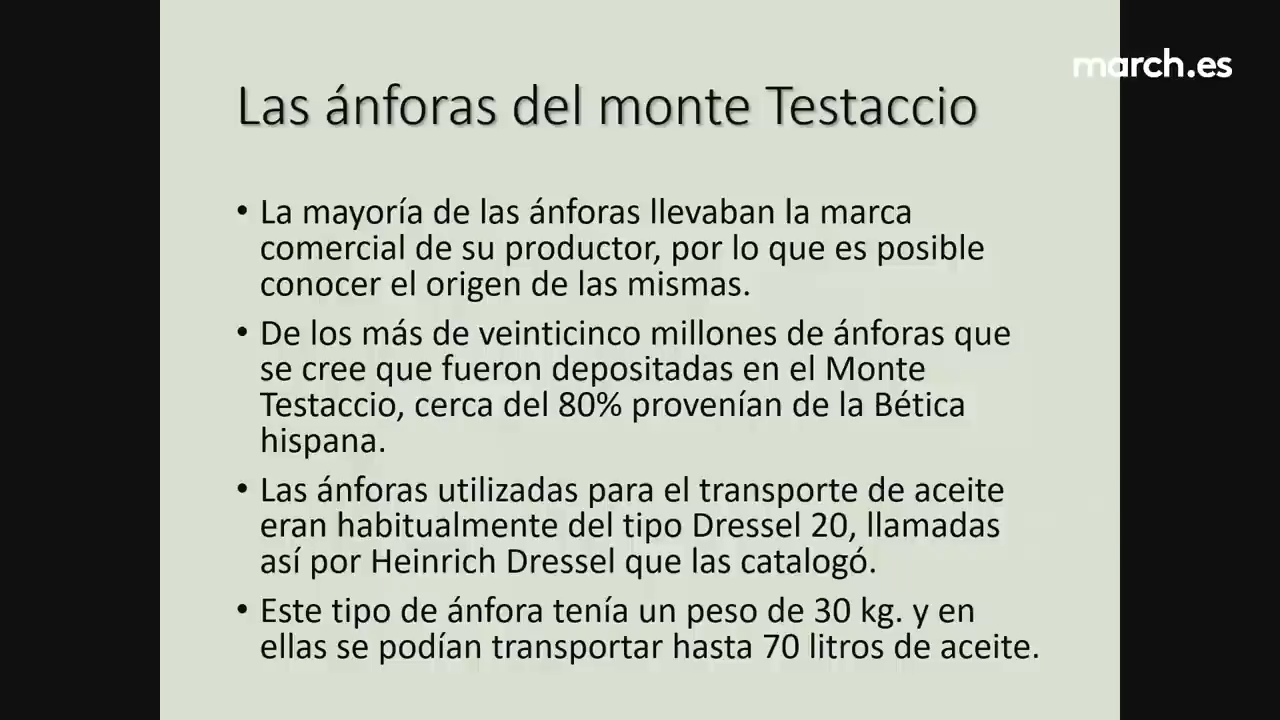 march.es
Las ánforas del monte Testaccio
• La mayoría de las ánforas llevaban la marca
comercial de su productor, por lo que es posible
conocer el origen de las mismas.
• De los más de veinticinco millones de ánforas que
se cree que fueron depositadas en el Monte
Testaccio, cerca del 80% provenían de la Bética
hispana.
• Las ánforas utilizadas para el transporte de aceite
eran habitualmente del tipo Dressel 20, llamadas
así por Heinrich Dressel que las catalogó.
• Este tipo de ánfora tenía un peso de 30 kg. y en
ellas se podían transportar hasta 70 litros de aceite.